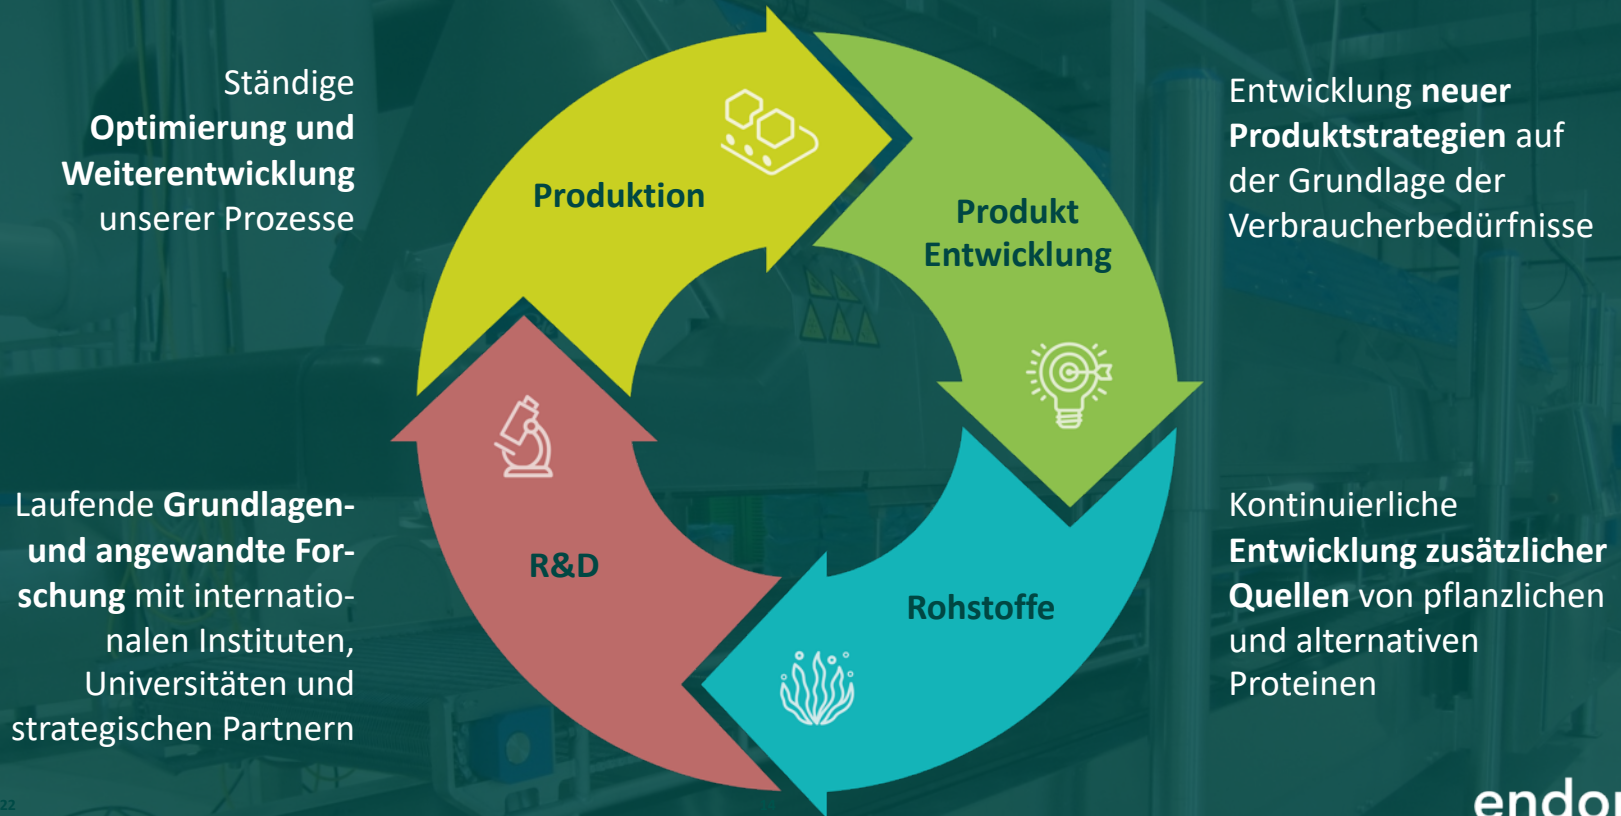 Ständige
Optimierung und
Weiterentwicklung
unserer Prozesse
Produktion
Produkt
Entwicklung
Entwicklung neuer
Produktstrategien auf
der Grundlage der
Verbraucherbedürfnisse
Laufende Grundlagen-
und angewandte For-
schung mit internatio-
nalen Instituten,
Universitäten und
strategischen Partnern
R&D
Rohstoffe
Kontinuierliche
Entwicklung zusätzlicher
Quellen von pflanzlichen
und alternativen
Proteinen
22